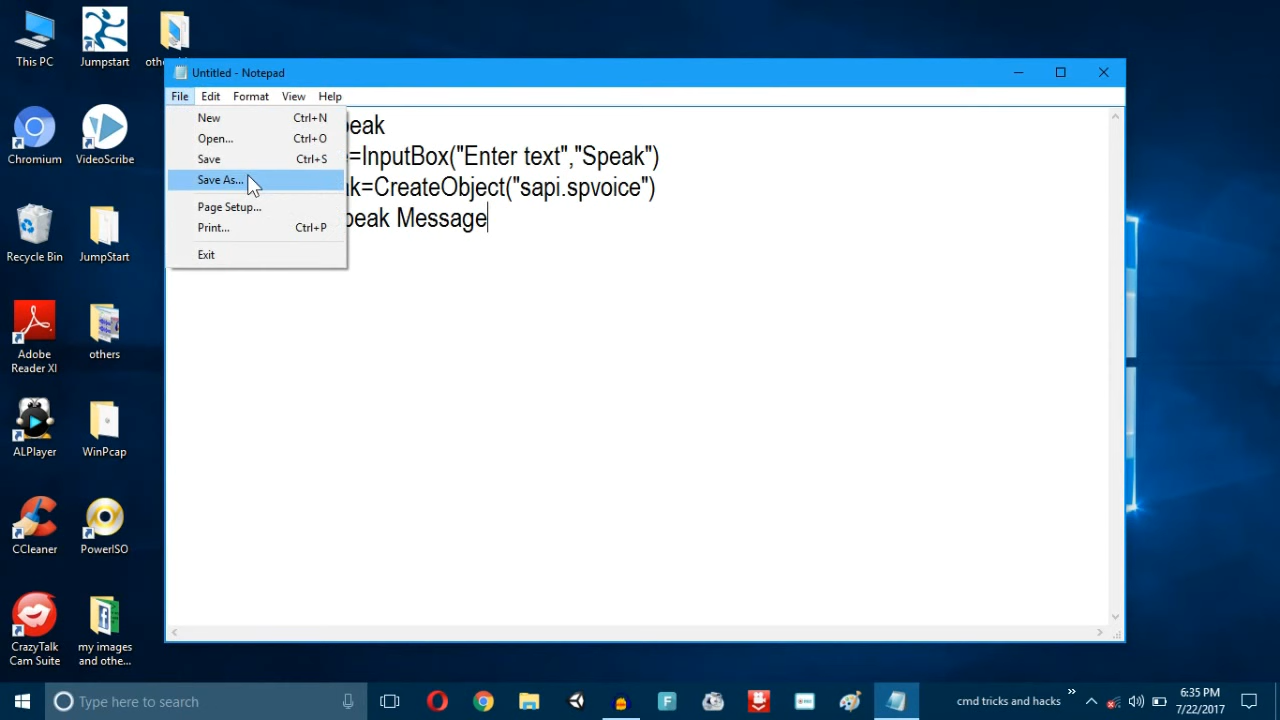 This PC
Jumpstart
Untitled - Notepad
File Edit Format View Help
New Ctrl+N
Open... Ctrl+O
Save Ctrl+S
Save As...
Page Setup...
Print... Ctrl+P
Exit
peak
e=InputBox("Enter text","Speak")
k=CreateObject("sapi.spvoice")
peak Message
Chromium
VideoScribe
Recycle Bin
JumpStart
Adobe
Reader XI
others
ALPlayer
WinPcap
CCleaner
PowerISO
CrazyTalk
Cam Suite
my images
and othe...
Type here to search
cmd tricks and hacks
6:35 PM
7/22/2017